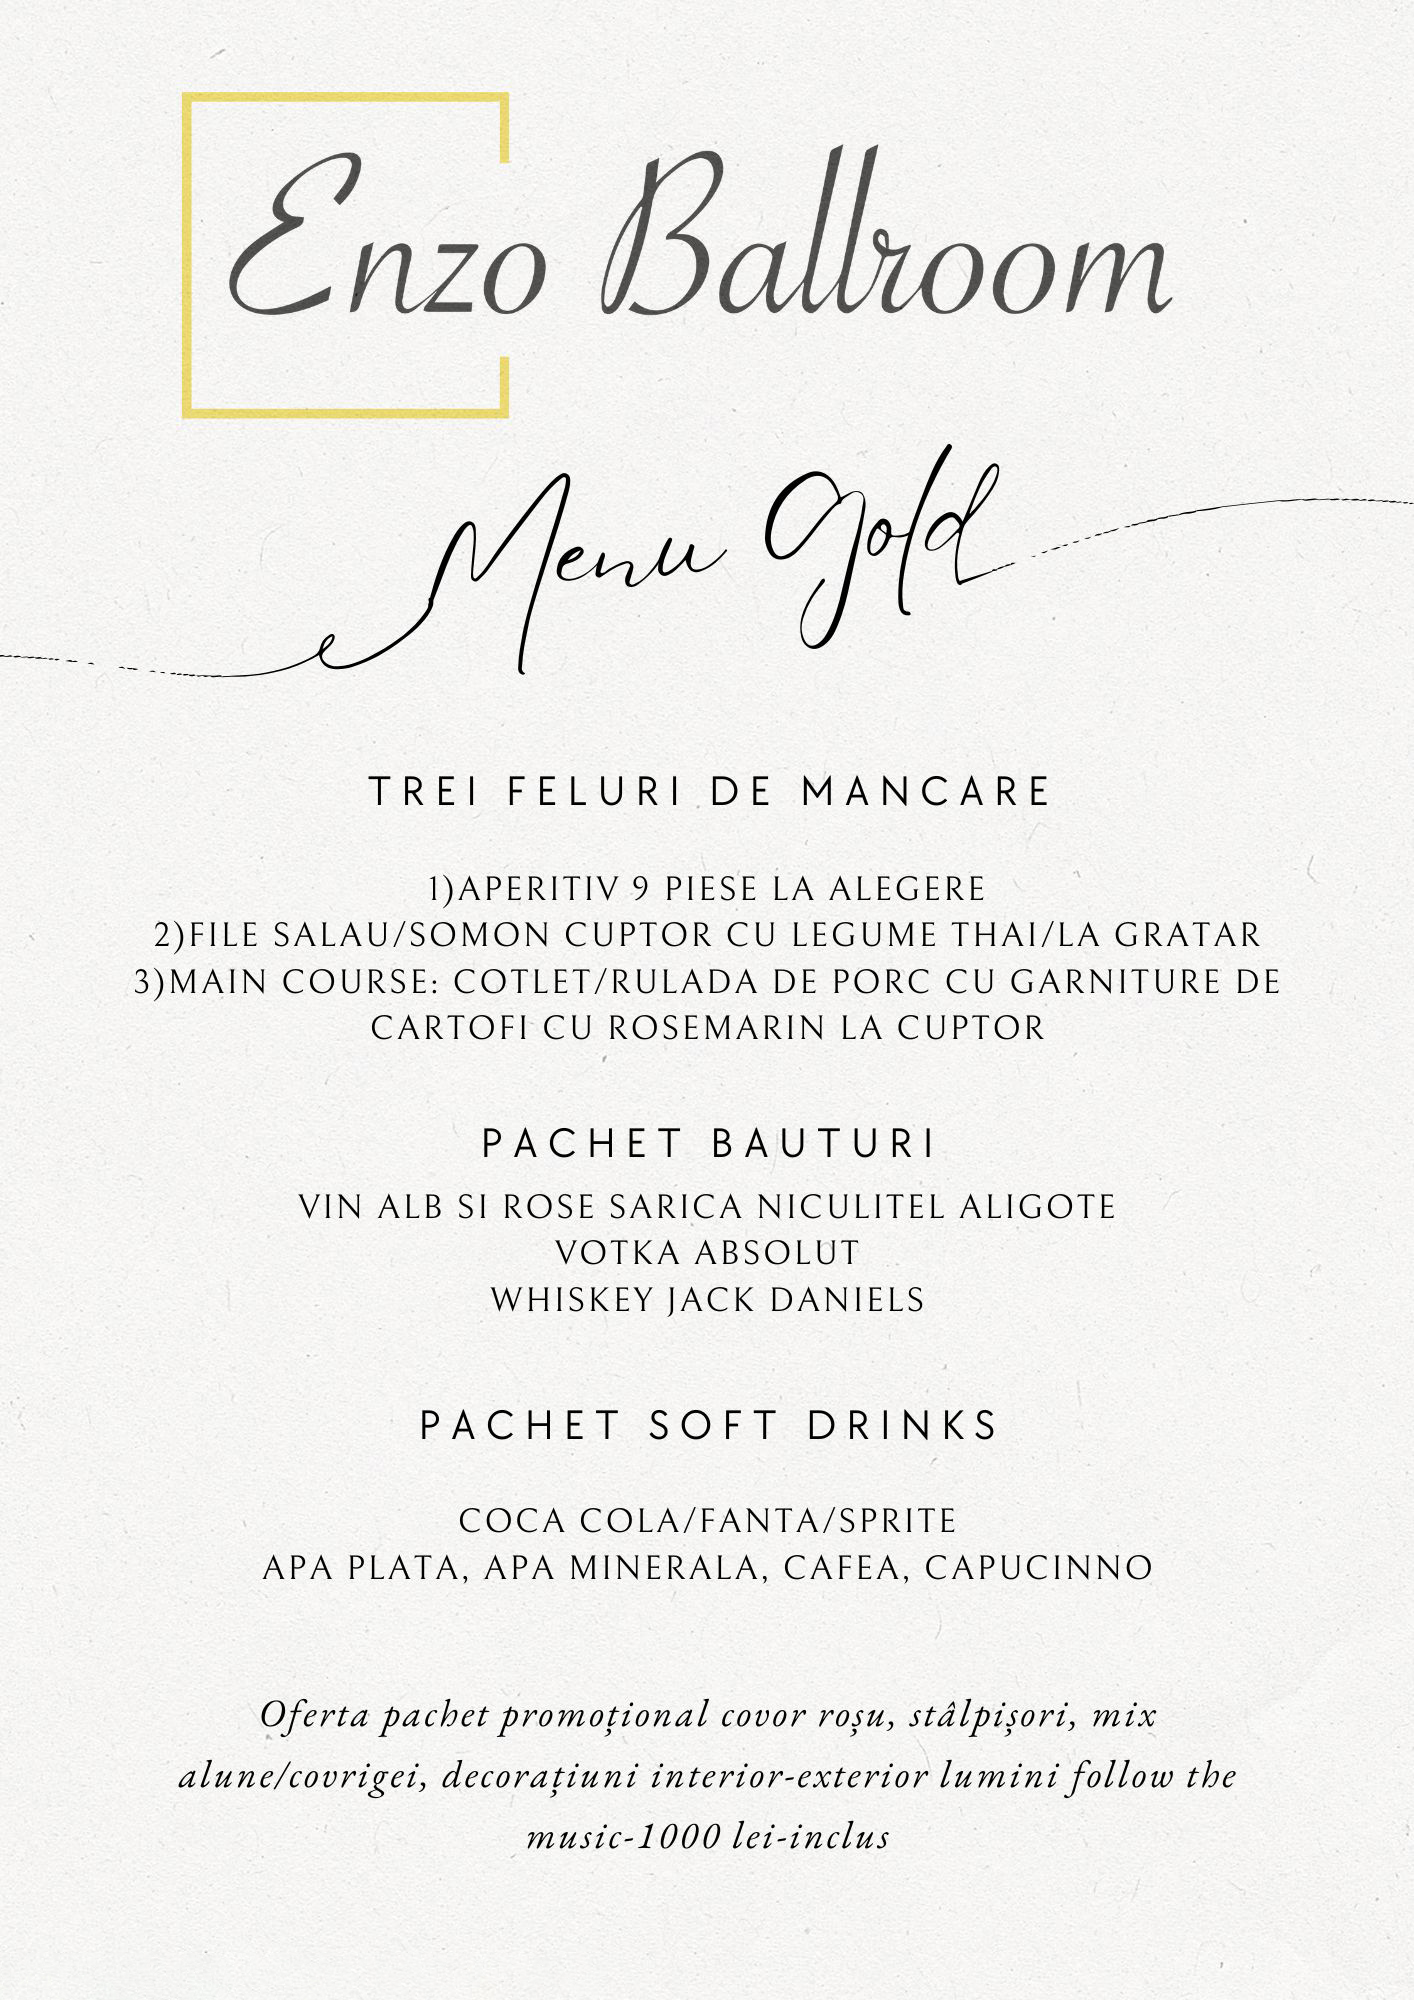 Enzo Ballroom
Menu Gold
TREI FELURI DE MANCARE
1)APERITIV 9 PIESE LA ALEGERE
2)FILE SALAU/SOMON CUPTOR CU LEGUME THAI/LA GRATAR
3)MAIN COURSE: COTLET/RULADA DE PORC CU GARNITURE DE
CARTOFI CU ROSEMARIN LA CUPTOR
PACHET BAUTURI
VIN ALB SI ROSE SARICA NICULITEL ALIGOTE
VOTKA ABSOLUT
WHISKEY JACK DANIELS
PACHET SOFT DRINKS
COCA COLA/FANTA/SPRITE
APA PLATA, APA MINERALA, CAFEA, CAPUCINNO
Oferta pachet promoțional covor roșu, stâlpișori, mix
alune/covrigei, decorațiuni interior-exterior lumini follow the
music-1000 lei-inclus